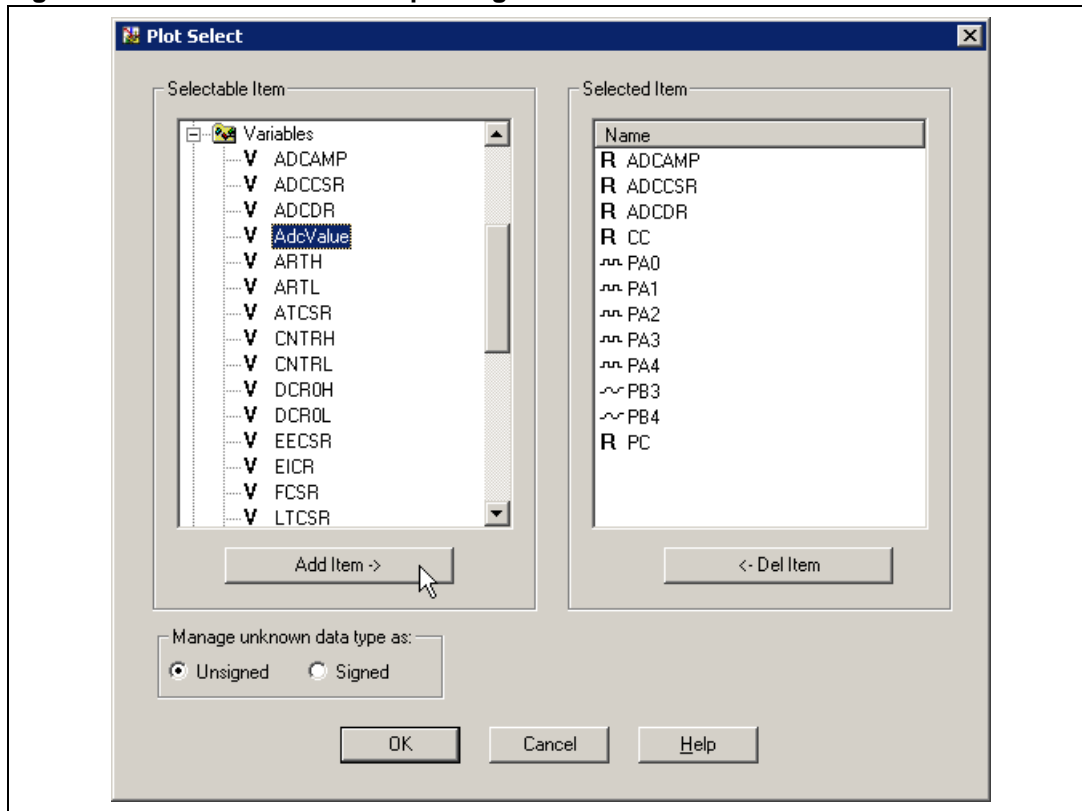 Plot Select
Selectable Item
Variables
V ADCAMP
V ADCCSR
V ADCDR
V AdcValue
V ARTH
V ARTL
V ATCSR
V CNTRH
V CNTRL
V DCR0H
V DCR0L
V EECSR
V EICR
V FCSR
V LTCSR
Add Item ->
Selected Item
Name
R ADCAMP
R ADCCSR
R ADCDR
R CC
PA0
PA1
PA2
PA3
PA4
PB3
PB4
R PC
<- Del Item
Manage unknown data type as:
Unsigned Signed
OK Cancel Help